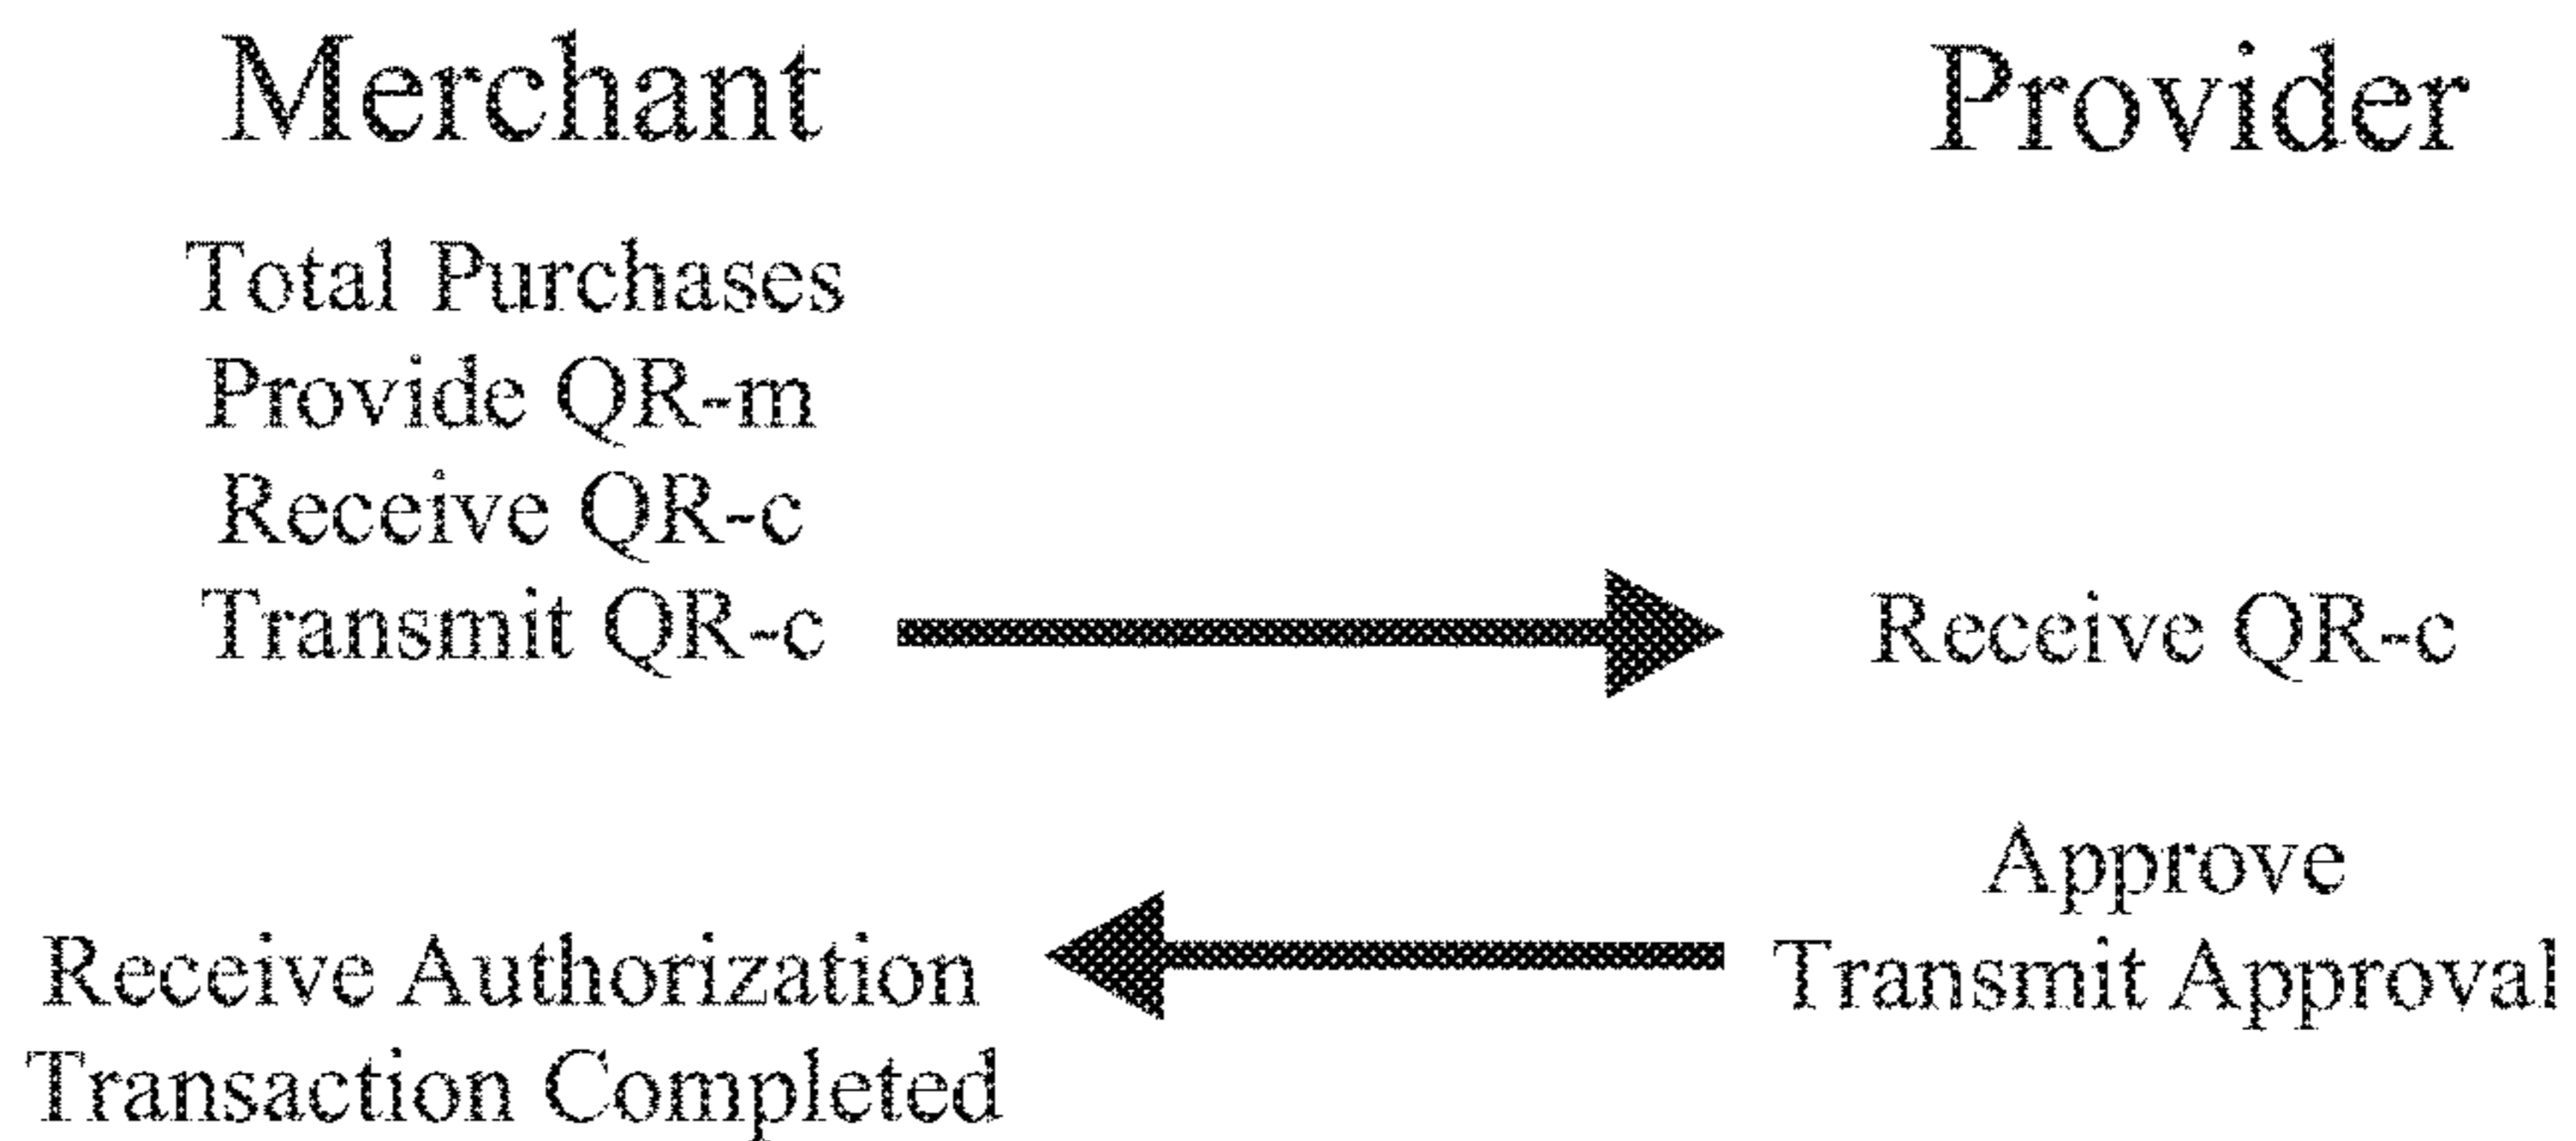 Merchant
Provider
Total Purchases
Provide QR-m
Receive QR-c
Transmit QR-c
Receive QR-c
Approve
Transmit Approval
Receive Authorization
Transaction Completed